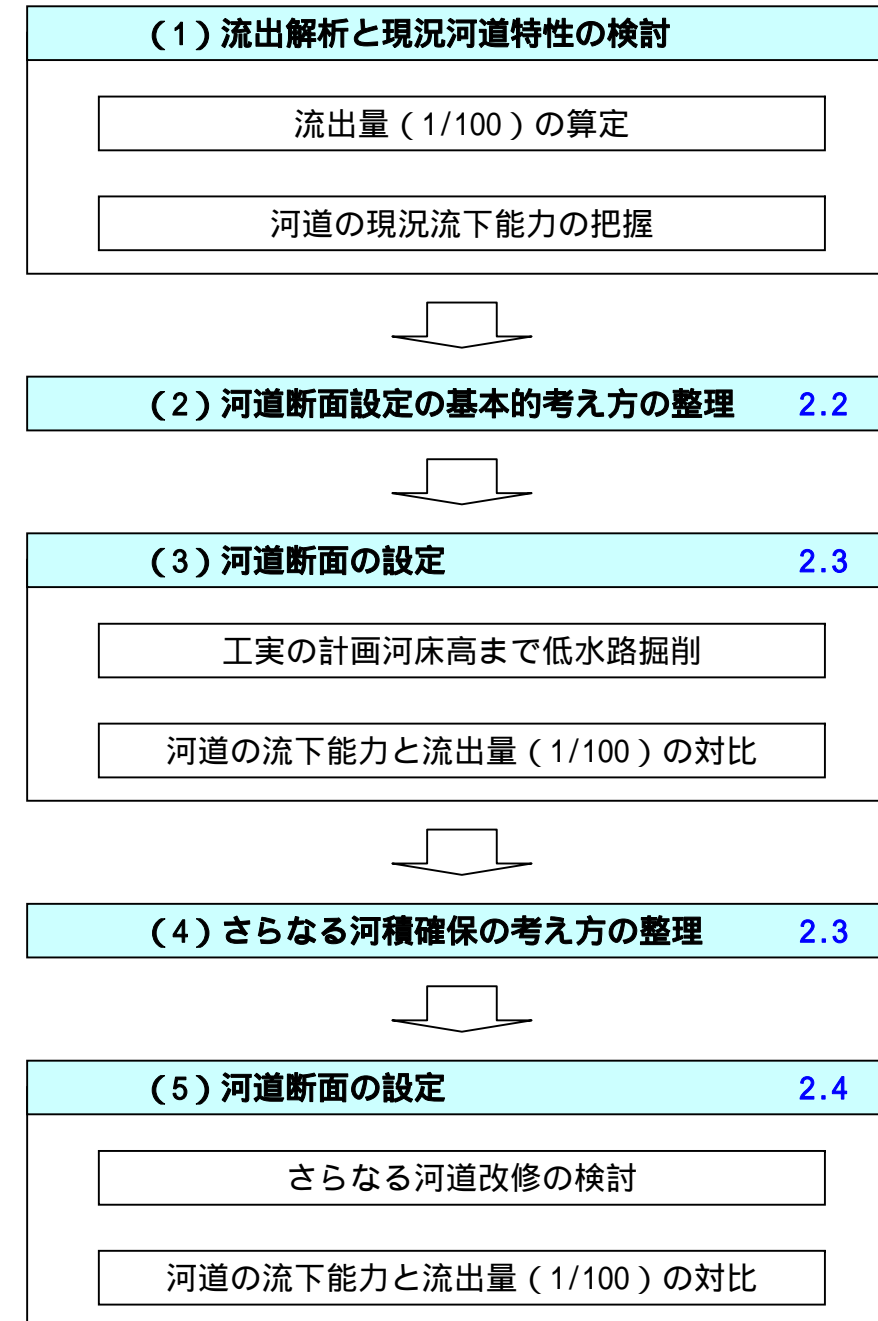 (1)流出解析と現況河道特性の検討
流出量(1/100)の算定
河道の現況流下能力の把握
(2)河道断面設定の基本的考え方の整理 2.2
(3)河道断面の設定 2.3
工実の計画河床高まで低水路掘削
河道の流下能力と流出量(1/100)の対比
(4)さらなる河積確保の考え方の整理 2.3
(5)河道断面の設定 2.4
さらなる河道改修の検討
河道の流下能力と流出量(1/100)の対比